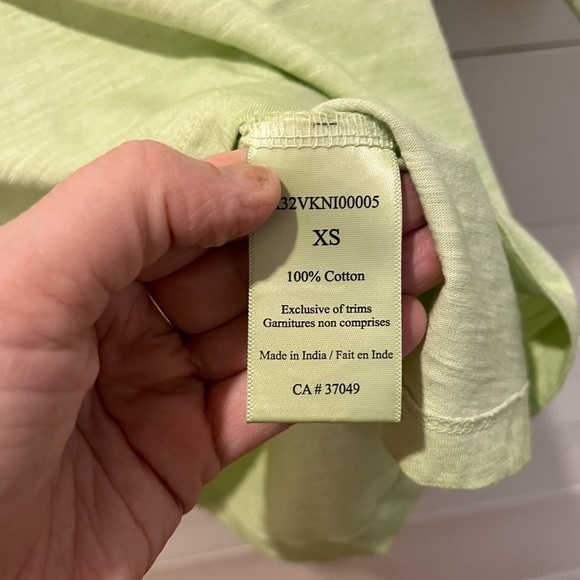 32VKNI00005
XS
100% Cotton
Exclusive of trims
Garnitures non comprises
Made in India / Fait en Inde
CA # 37049